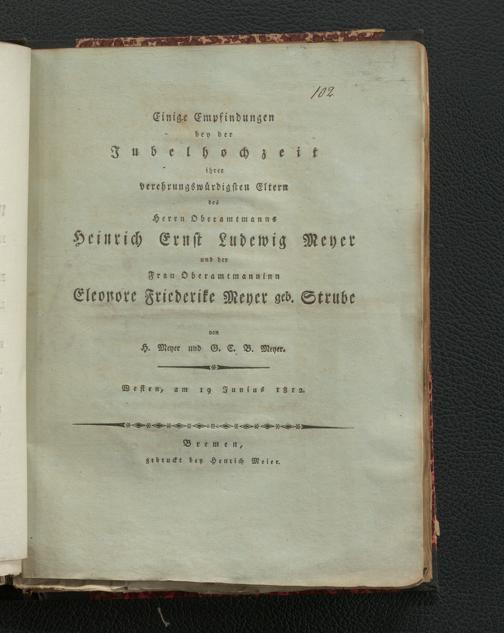 102
Einige Empfindungen
bey der
Jubelhochzeit
ihrer
verehrungswürdigsten Eltern
des
Herrn Oberamtmanns
Heinrich Ernst Ludewig Meyer
und der
Frau Oberamtmanninn
Eleonore Friederike Meyer geb. Strube
von
H. Meyer und G. C. B. Meyer.
Westen, am 19 Junius 1812.
Bremen,
gedruckt bey Henrich Meier.